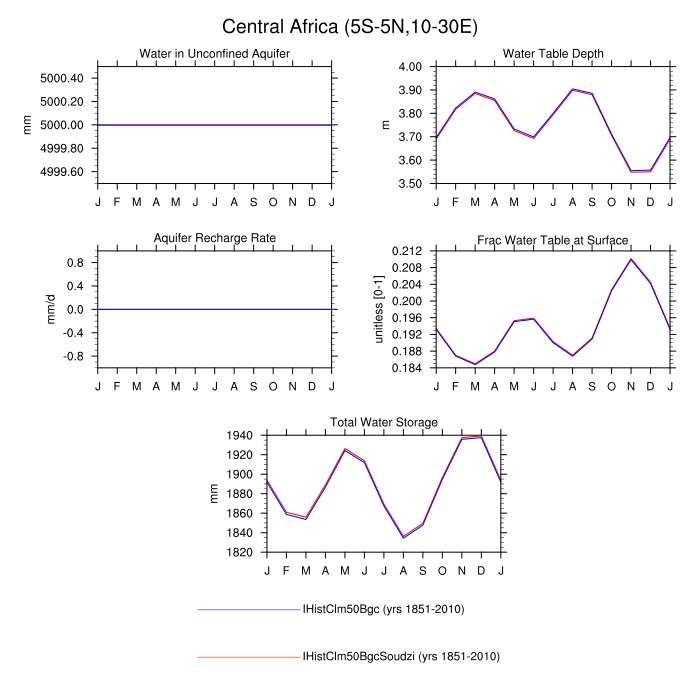 Central Africa (5S-5N,10-30E)
Water in Unconfined Aquifer
5000.40
5000.20
5000.00
4999.80
4999.60
mm
J F M A M J J A S O N D J
Water Table Depth
4.00
3.90
3.80
3.70
3.60
3.50
m
J F M A M J J A S O N D J
Aquifer Recharge Rate
0.8
0.4
0.0
-0.4
-0.8
mm/d
J F M A M J J A S O N D J
Frac Water Table at Surface
0.212
0.208
0.204
0.200
0.196
0.192
0.188
0.184
unitless [0-1]
J F M A M J J A S O N D J
Total Water Storage
1940
1920
1900
1880
1860
1840
1820
mm
J F M A M J J A S O N D J
IHistClm50Bgc (yrs 1851-2010)
IHistClm50BgcSoudzi (yrs 1851-2010)